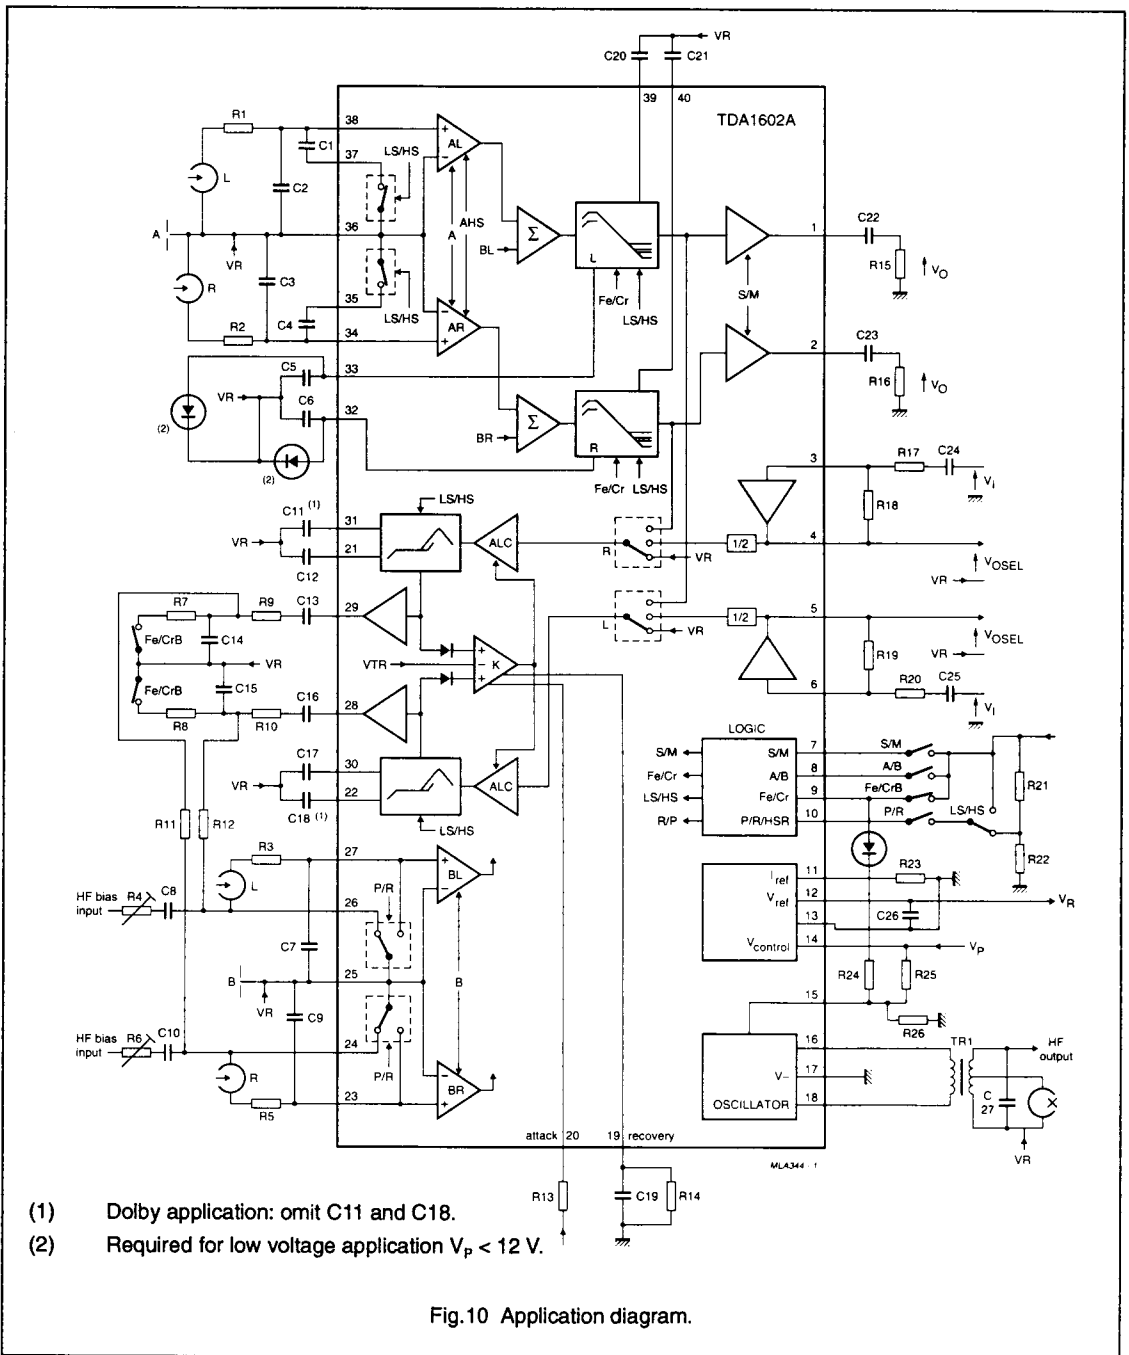 VR
C20
C21
39
40
TDA1602A
R1
38
C1
37
LS/HS
AL
L
C2
A
36
VR
AHS
A
BL
Σ
L
Fe/Cr
LS/HS
1
C22
R15
VO
S/M
R
C3
35
LS/HS
C4
R2
34
AR
2
C23
R16
VO
C5
33
VR
C6
32
(2)
(2)
BR
Σ
R
Fe/Cr
LS/HS
3
R17
C24
Vi
R18
LS/HS
C11 (1)
31
VR
21
C12
ALC
R
VR
1/2
4
VOSEL
VR
R7
R9
C13
29
Fe/CrB
C14
VR
L
VR
1/2
5
VOSEL
VR
R19
VTR
K
Fe/CrB
C15
C16
28
R8
R10
6
R20
C25
VI
C17
30
VR
22
C18 (1)
ALC
LS/HS
LOGIC
S/M
S/M
7
S/M
Fe/Cr
A/B
8
A/B
LS/HS
Fe/Cr
9
Fe/CrB
R/P
P/R/HSR
10
P/R
LS/HS
R21
R22
R11
R12
R3
27
BL
L
HF bias
input
R4
C8
26
P/R
C7
B
25
VR
B
C9
HF bias
input
R6
C10
24
P/R
R
R5
23
BR
Iref
11
R23
Vref
12
VR
13
C26
Vcontrol
14
VP
R24
R25
15
R26
16
TR1
HF
output
V–
17
OSCILLATOR
18
C
27
VR
attack
20
19
recovery
MLA344 - 1
R13
C19
R14
(1) Dolby application: omit C11 and C18.
(2) Required for low voltage application VP < 12 V.
Fig.10 Application diagram.